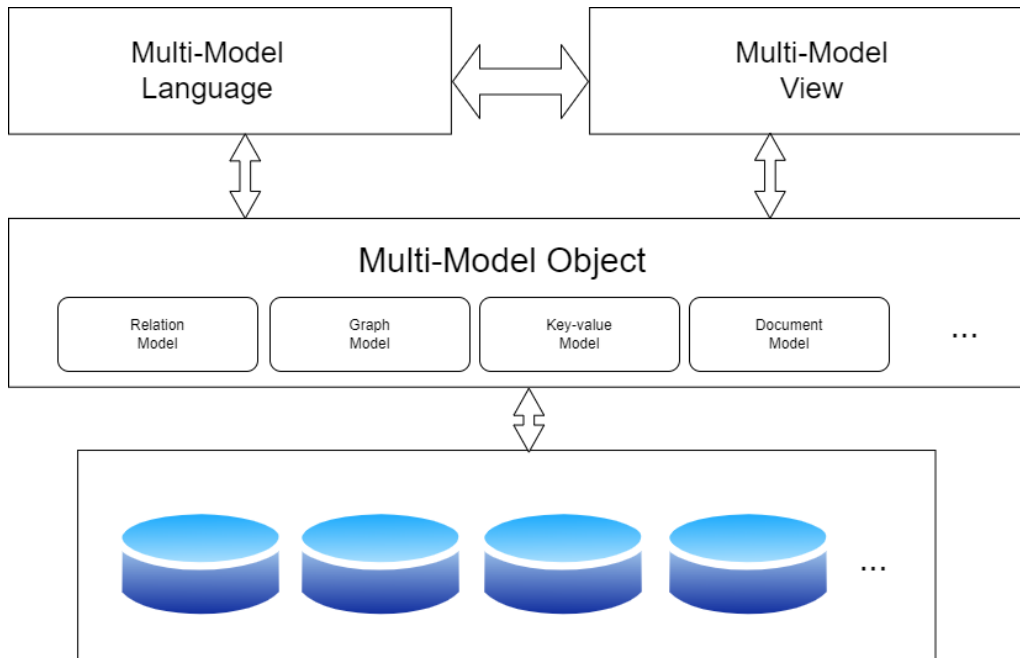 Multi-Model
Language
Multi-Model
View
Multi-Model Object
Relation
Model
Graph
Model
Key-value
Model
Document
Model
...
...